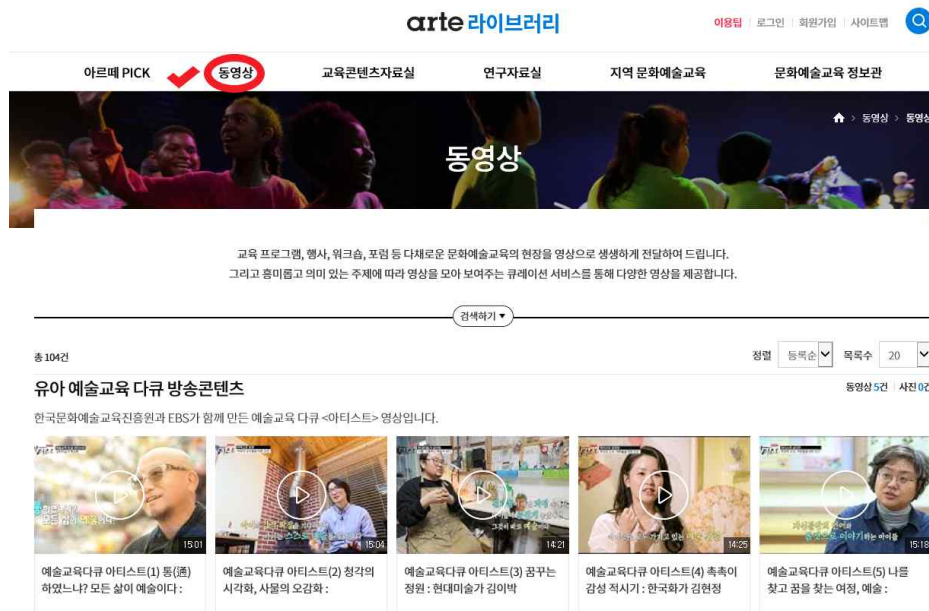 arte 라이브러리
이용팁 로그인 회원가입 사이트맵
아르떼 PICK 동영상 교육콘텐츠자료실 연구자료실 지역 문화예술교육 문화예술교육 정보관
동영상 > 동영상
동영상
교육 프로그램, 행사, 워크숍, 포럼 등 다채로운 문화예술교육의 현장을 영상으로 생생하게 전달하여 드립니다.
그리고 흥미롭고 의미 있는 주제에 따라 영상을 모아 보여주는 큐레이션 서비스를 통해 다양한 영상을 제공합니다.
검색하기
총 104건
정렬 등록순 목록수 20
유아 예술교육 다큐 방송콘텐츠
동영상 5건 사진 0건
한국문화예술교육진흥원과 EBS가 함께 만든 예술교육 다큐 <아티스트> 영상입니다.
15:01 15:04 14:21 14:25 15:18
예술교육다큐 아티스트(1) 통(通)
하였느냐? 모든 삶이 예술이다 :
예술교육다큐 아티스트(2) 청각의
시각화, 사물의 오감화 :
예술교육다큐 아티스트(3) 꿈꾸는
정원 : 현대미술가 김이박
예술교육다큐 아티스트(4) 촉촉이
감성 적시기 : 한국화가 김현정
예술교육다큐 아티스트(5) 나를
찾고 꿈을 찾는 여정, 예술 :